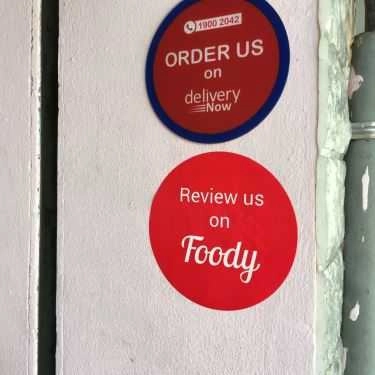 1900 2042
ORDER US
on
delivery
Now
Review us
on
Foody